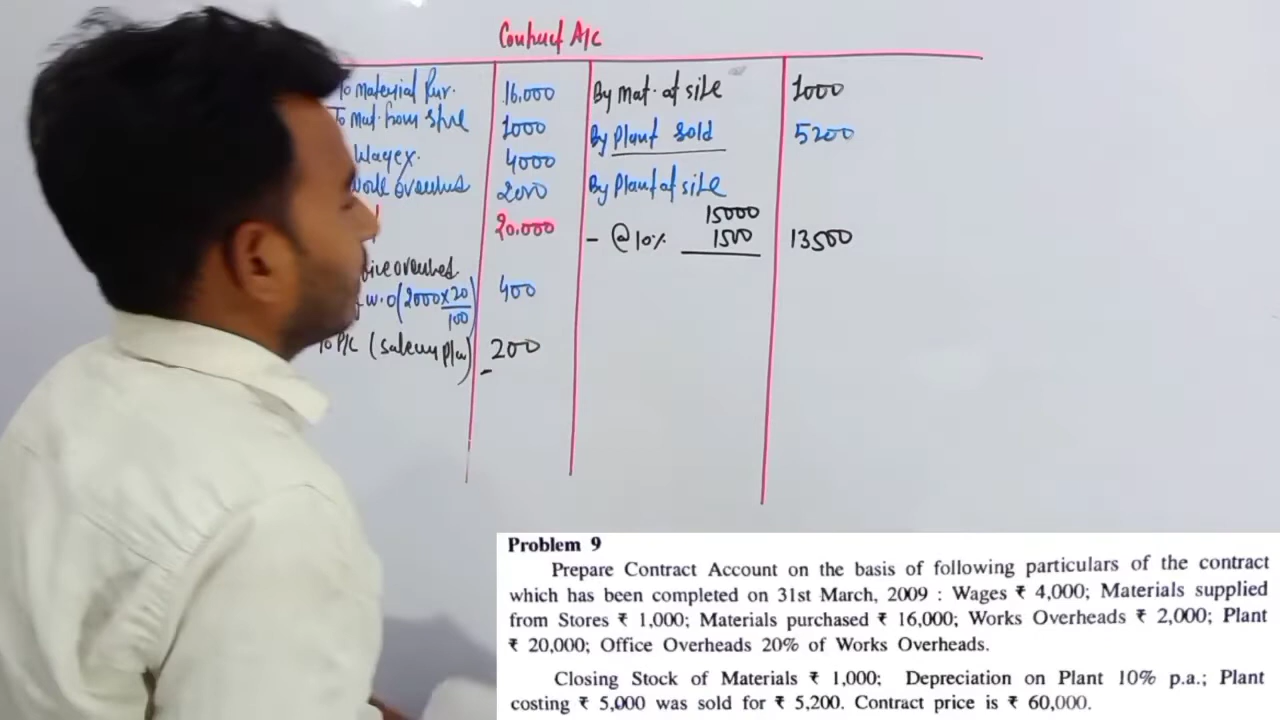 Contract A/c
To Material Pur. 16,000 By Mat. at site 1000
To Mat. from store 1000 By Plant Sold 5200
Wages. 4000 By Plant at site
Work overheads 2000 15000
20,000 - @10% 1500 13500
overhead
w.o (2000 x 20/100) 400
To P/C (sale on plan) 200
Problem 9
Prepare Contract Account on the basis of following particulars of the contract
which has been completed on 31st March, 2009 : Wages ₹ 4,000; Materials supplied
from Stores ₹ 1,000; Materials purchased ₹ 16,000; Works Overheads ₹ 2,000; Plant
₹ 20,000; Office Overheads 20% of Works Overheads.
Closing Stock of Materials ₹ 1,000; Depreciation on Plant 10% p.a.; Plant
costing ₹ 5,000 was sold for ₹ 5,200. Contract price is ₹ 60,000.